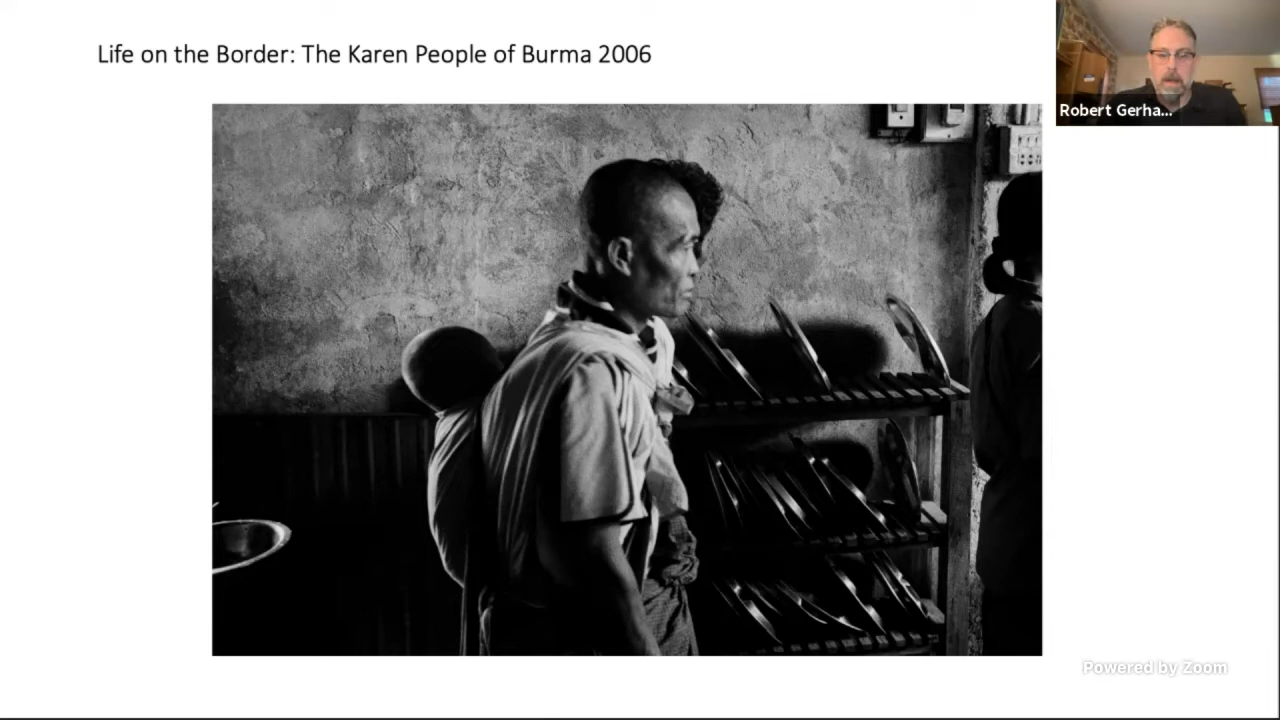 Life on the Border: The Karen People of Burma 2006
Robert Gerha...
Powered by Zoom